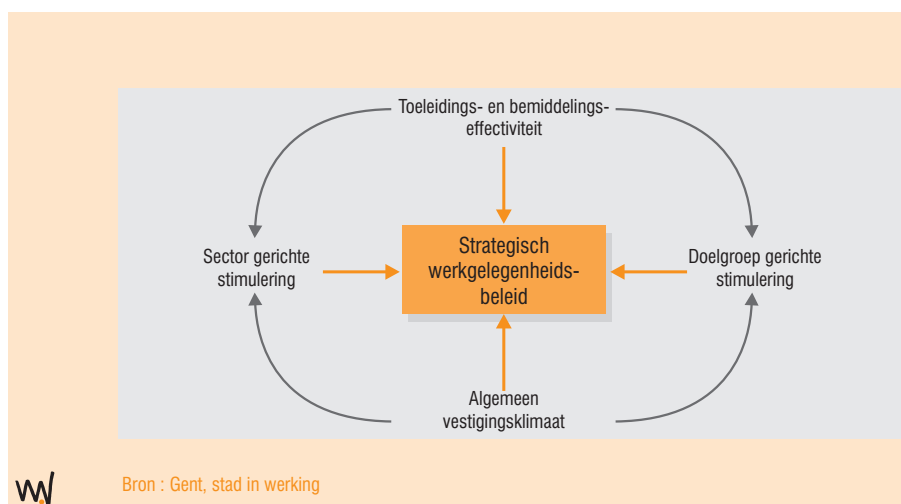 Toeleidings- en bemiddelings-
effectiviteit
Sector gerichte
stimulering
Strategisch
werkgelegenheids-
beleid
Doelgroep gerichte
stimulering
Algemeen
vestigingsklimaat
Bron : Gent, stad in werking